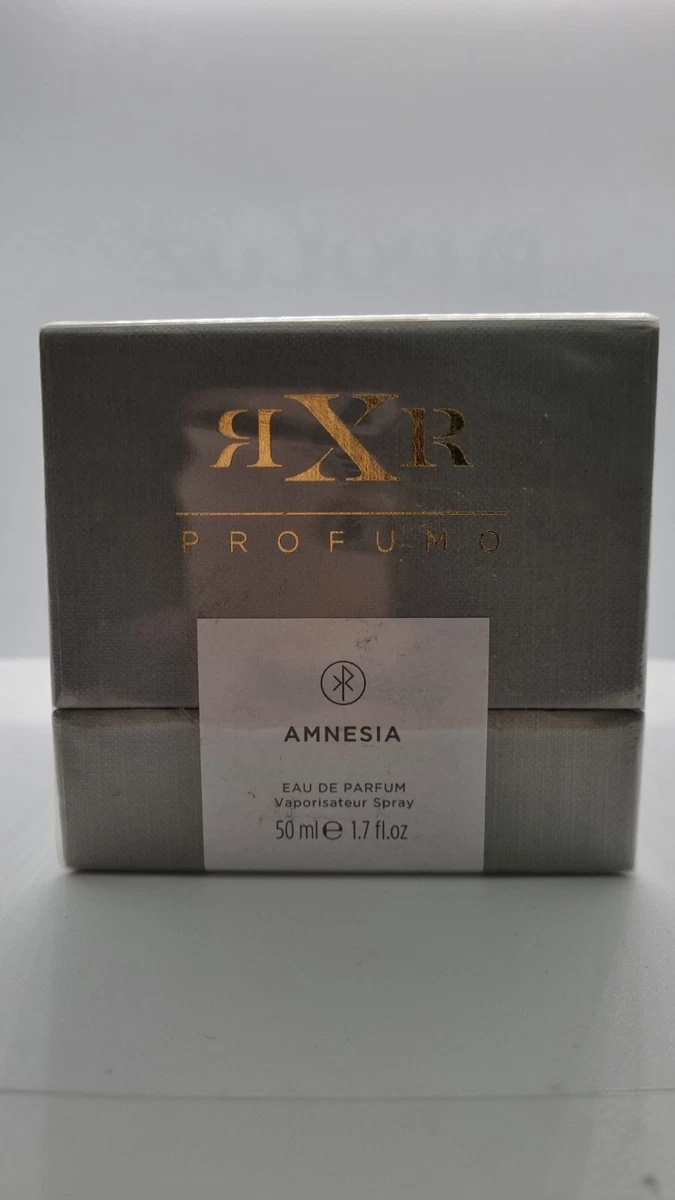 ЯXR
PROFUMO
AMNESIA
EAU DE PARFUM
Vaporisateur Spray
50 ml ℮ 1.7 fl.oz